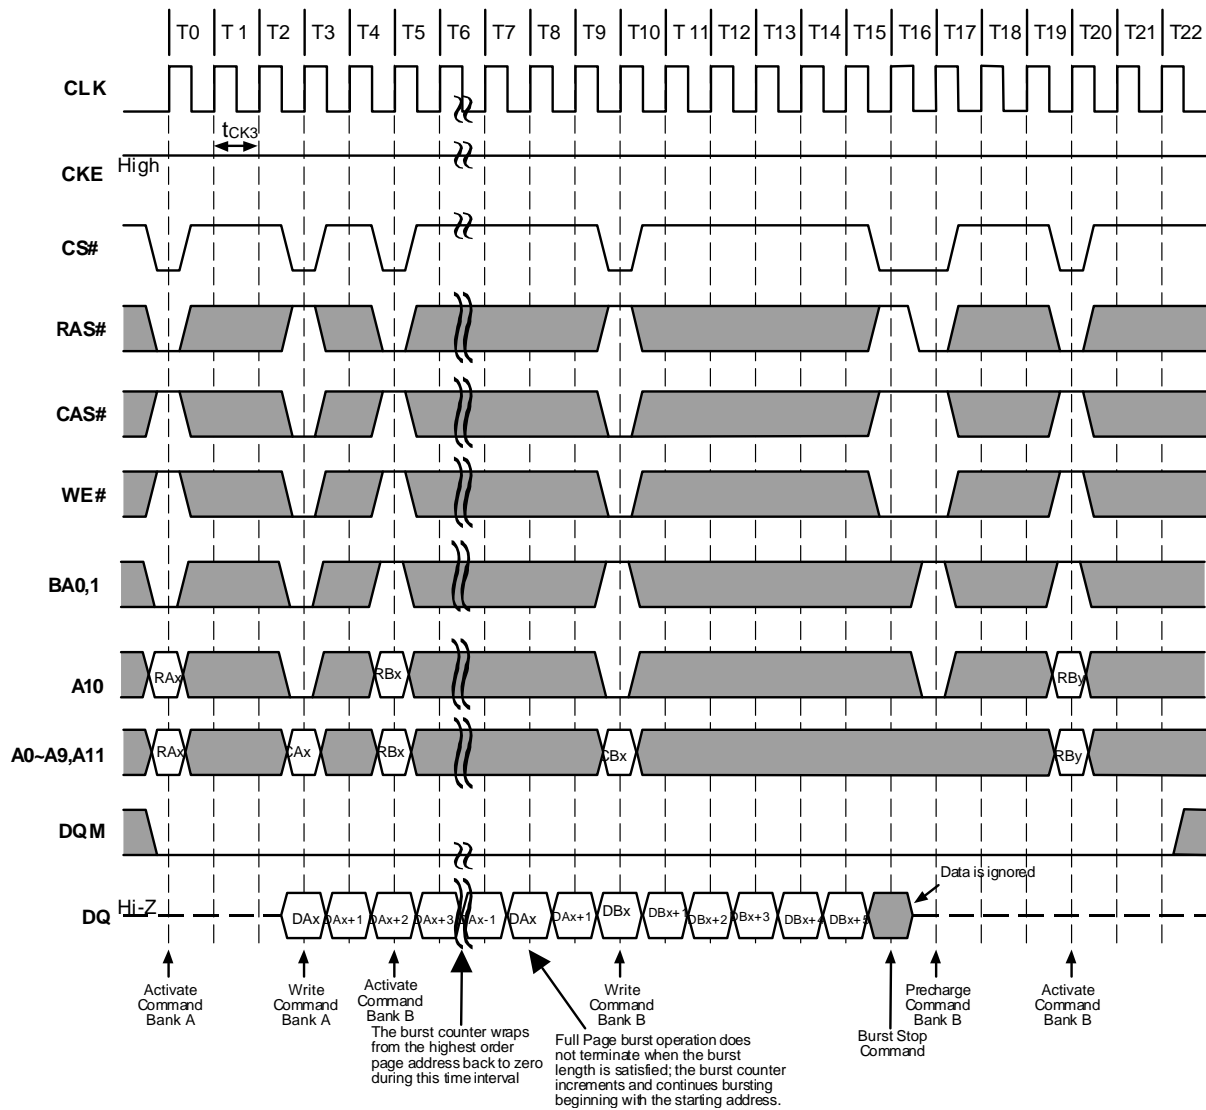 T0 T 1 T2 T3 T4 T5 T6 T7 T8 T9 T10 T 11 T12 T13 T14 T15 T16 T17 T18 T19 T20 T21 T22
CLK
tCK3
High
CKE
CS#
RAS#
CAS#
WE#
BA0,1
RAx RBx RBy
A10
RAx CAx RBx CBx RBy
A0~A9,A11
DQM
Data is ignored
Hi-Z
DQ
DAx DAx+1 DAx+2 DAx+3 DAx-1 DAx DAx+1 DBx DBx+1 DBx+2 DBx+3 DBx+4 DBx+5
Activate
Command
Bank A
Write
Command
Bank A
Activate
Command
Bank B
The burst counter wraps
from the highest order
page address back to zero
during this time interval
Full Page burst operation does
not terminate when the burst
length is satisfied; the burst counter
increments and continues bursting
beginning with the starting address.
Write
Command
Bank B
Burst Stop
Command
Precharge
Command
Bank B
Activate
Command
Bank B